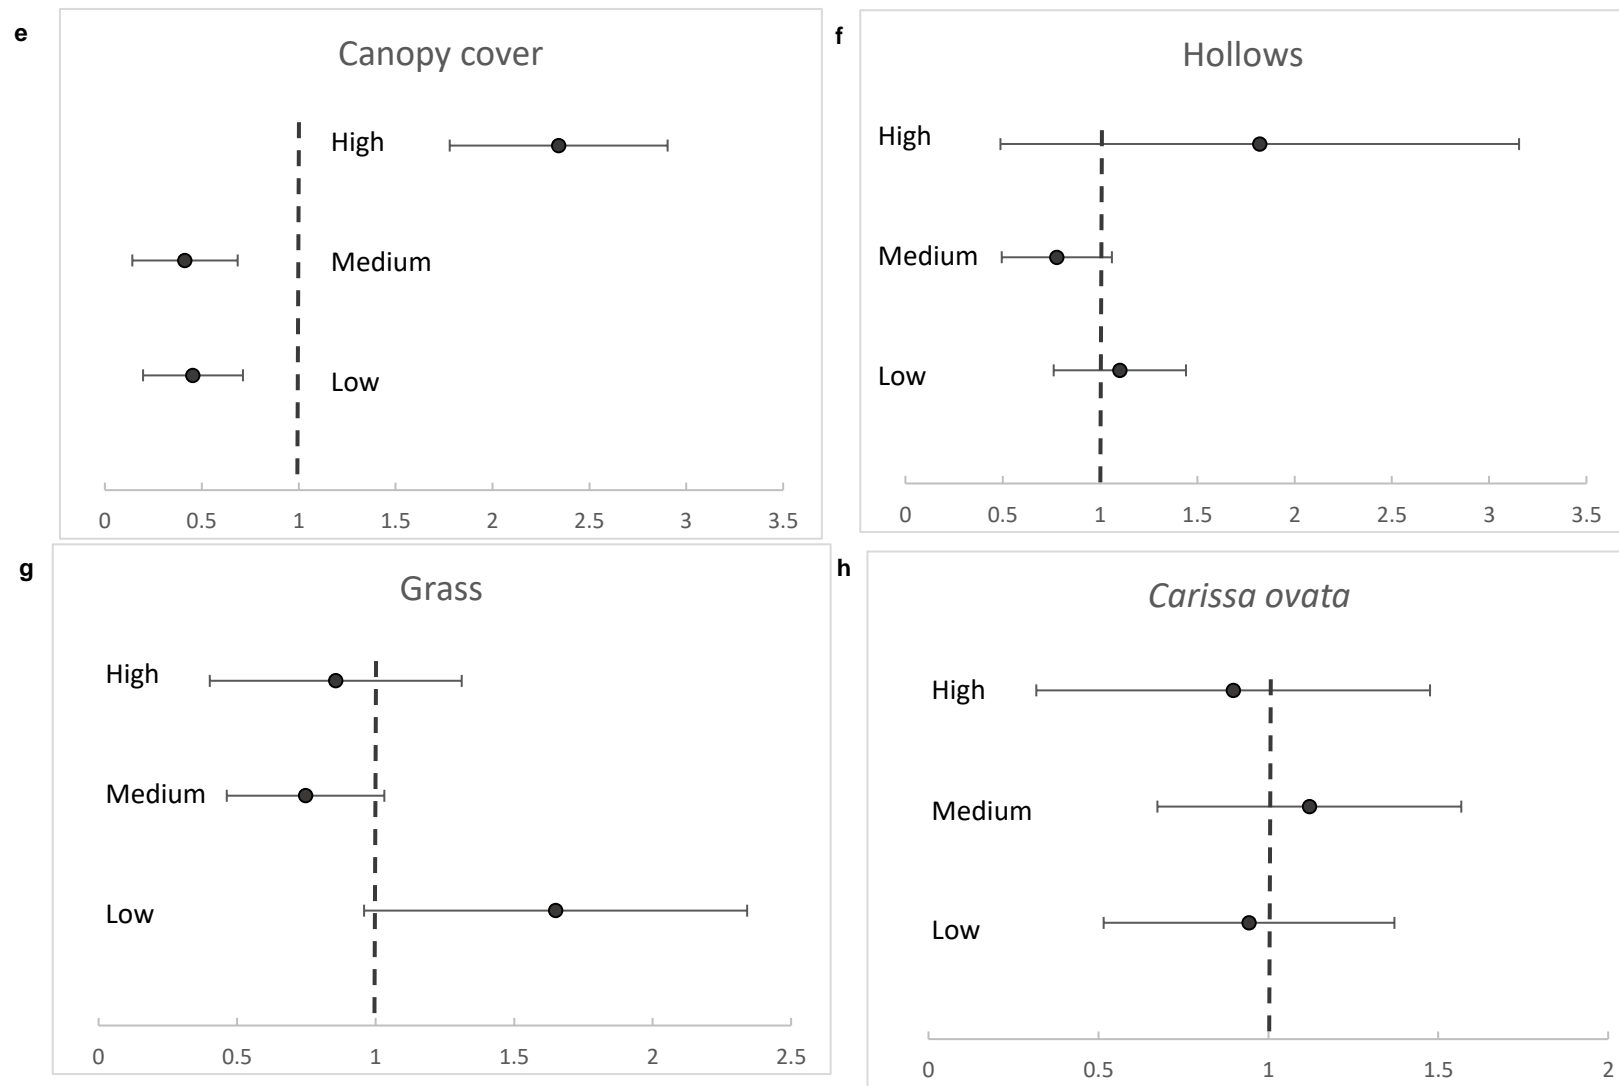 e
Canopy cover
High
Medium
Low
0 0.5 1 1.5 2 2.5 3 3.5
f
Hollows
High
Medium
Low
0 0.5 1 1.5 2 2.5 3 3.5
g
Grass
High
Medium
Low
0 0.5 1 1.5 2 2.5
h
Carissa ovata
High
Medium
Low
0 0.5 1 1.5 2